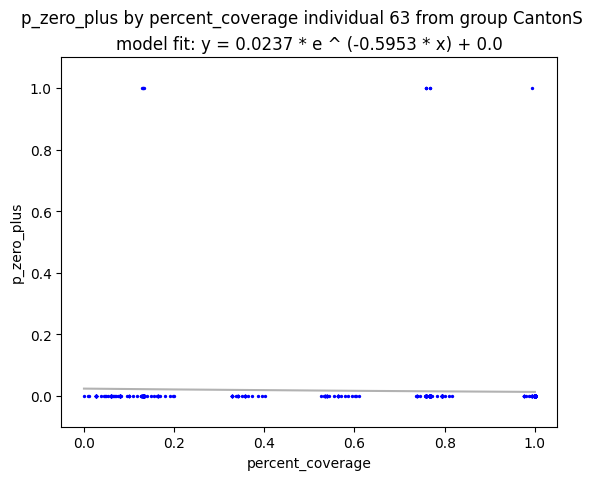 p_zero_plus by percent_coverage individual 63 from group CantonS
model fit: y = 0.0237 * e ^ (-0.5953 * x) + 0.0
1.0
0.8
0.6
0.4
0.2
0.0
p_zero_plus
0.0 0.2 0.4 0.6 0.8 1.0
percent_coverage